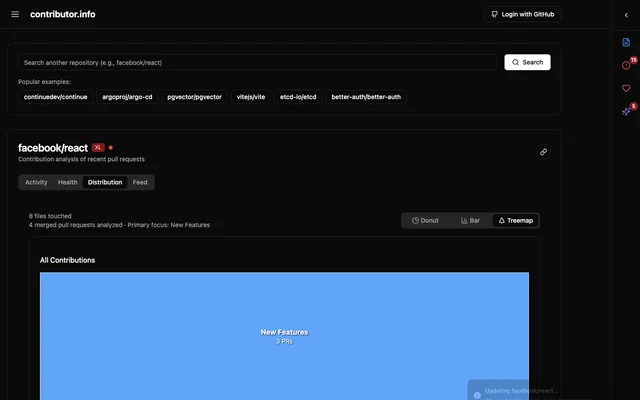 contributor.info
Login with GitHub
Search another repository (e.g., facebook/react)
Search
Popular examples:
continuedev/continue
argoproj/argo-cd
pgvector/pgvector
vitejs/vite
etcd-io/etcd
better-auth/better-auth
15
5
facebook/react XL
Contribution analysis of recent pull requests
Activity
Health
Distribution
Feed
8 files touched
4 merged pull requests analyzed · Primary focus: New Features
Donut
Bar
Treemap
All Contributions
New Features
3 PRs
Updating facebook/react...